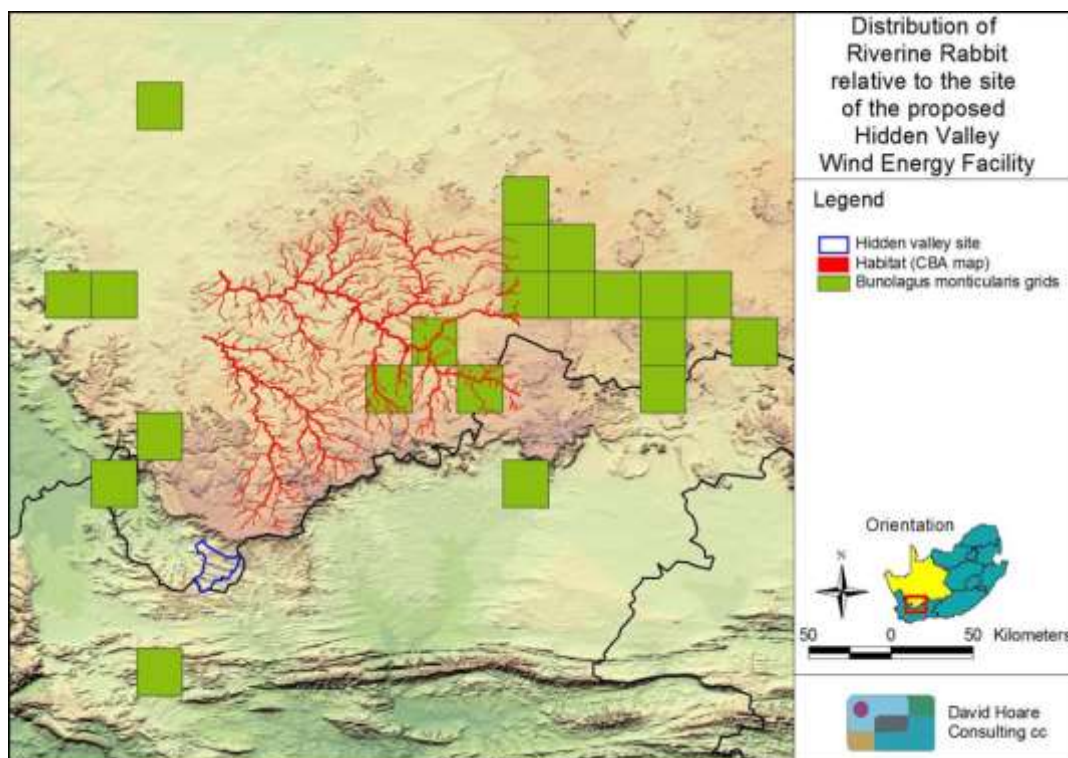 Distribution of
Riverine Rabbit
relative to the site
of the proposed
Hidden Valley
Wind Energy Facility
Legend
Hidden valley site
Habitat (CBA map)
Bunolagus monticularis grids
Orientation
N
50 0 50 Kilometers
David Hoare
Consulting cc